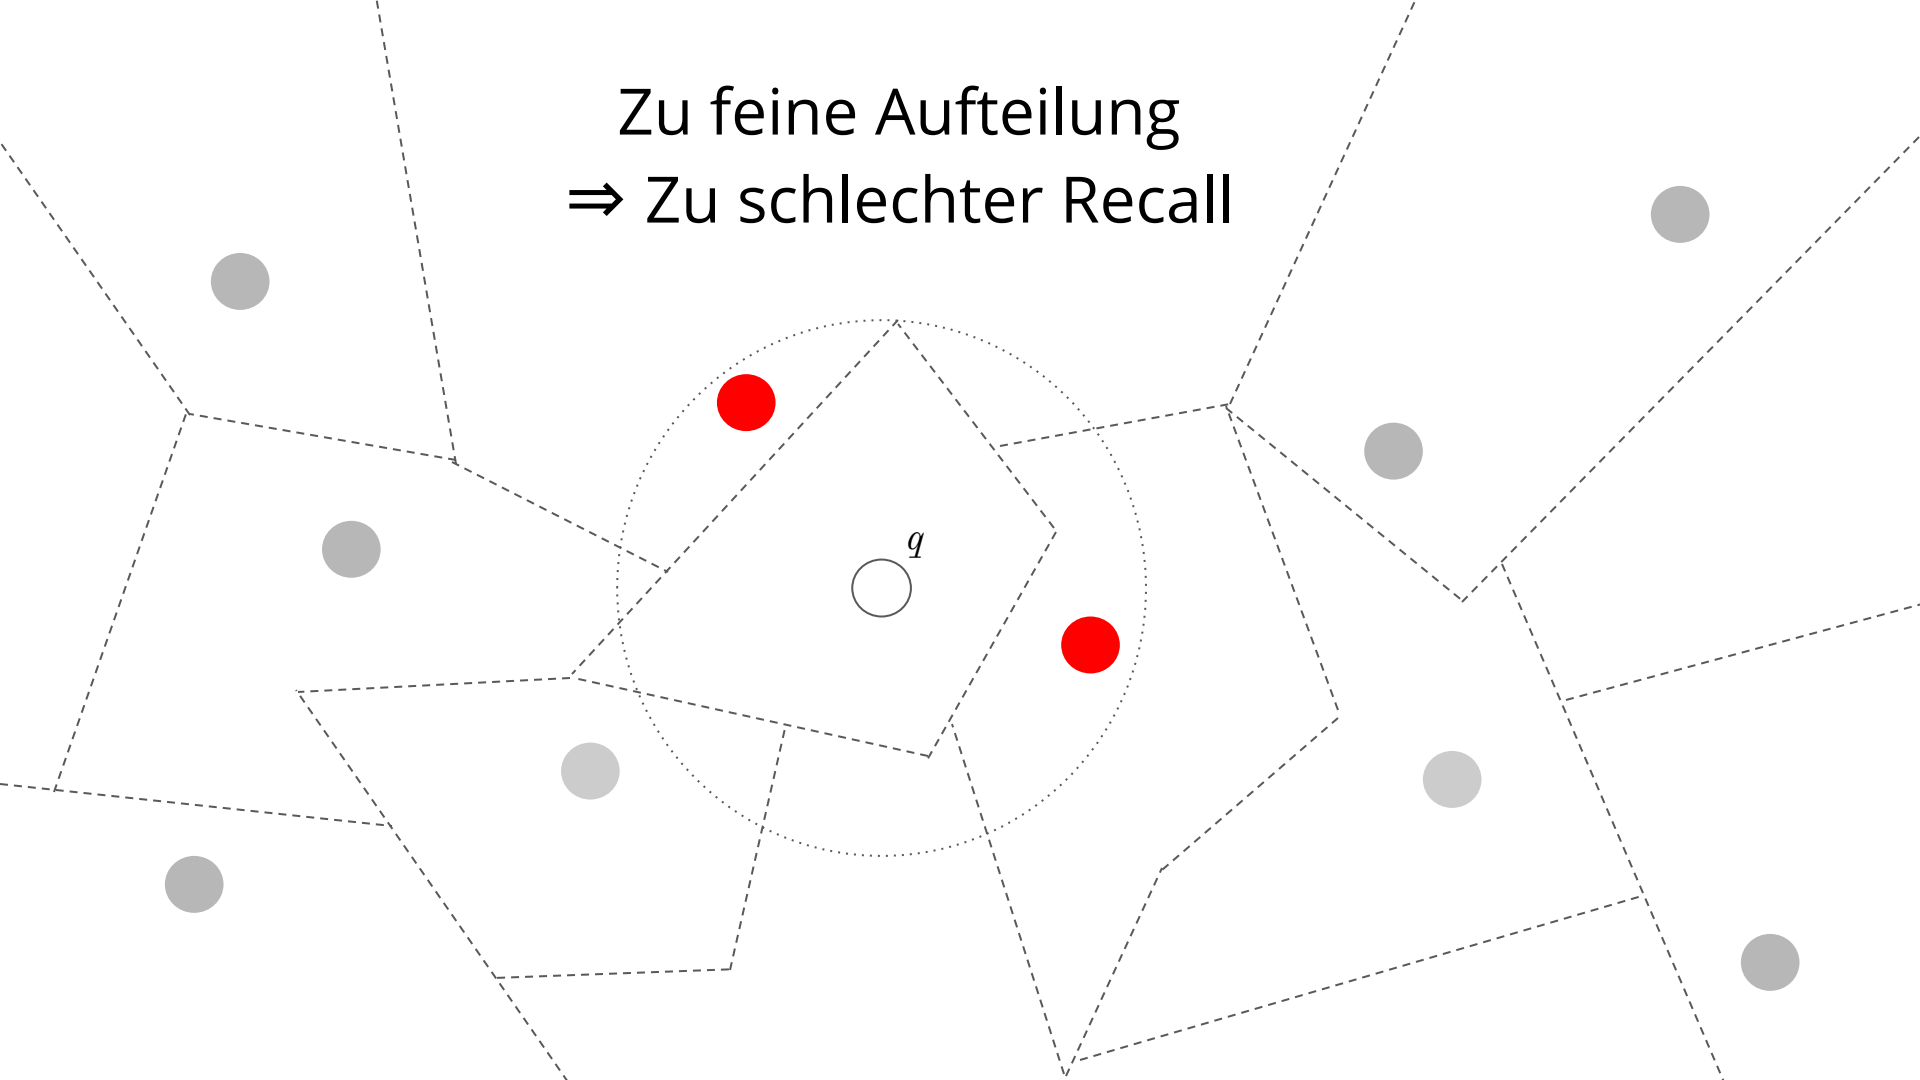 Zu feine Aufteilung
⇒ Zu schlechter Recall
q